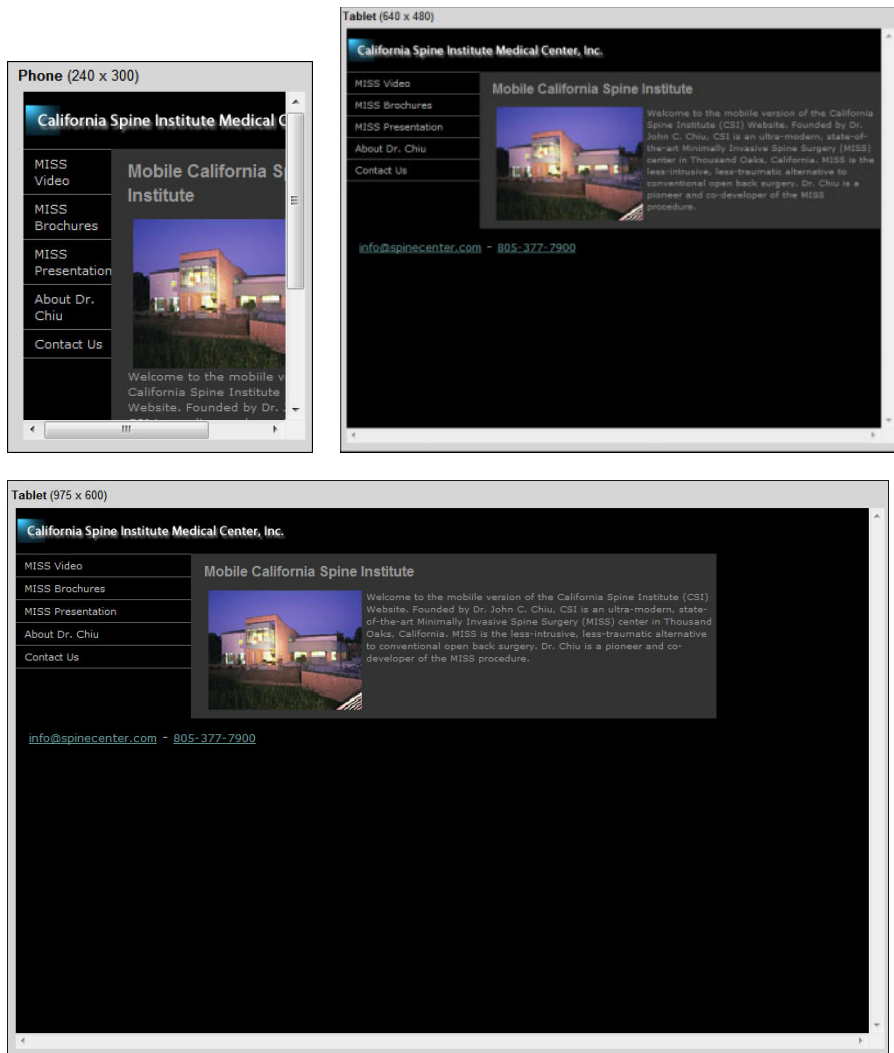 Phone (240 x 300)
California Spine Institute Medical C
MISS
Video
MISS
Brochures
MISS
Presentation
About Dr.
Chiu
Contact Us
Mobile California S
Institute
Welcome to the mobiile v
California Spine Institute
Website. Founded by Dr.
Tablet (640 x 480)
California Spine Institute Medical Center, Inc.
MISS Video
MISS Brochures
MISS Presentation
About Dr. Chiu
Contact Us
Mobile California Spine Institute
Welcome to the mobiile version of the California
Spine Institute (CSI) Website. Founded by Dr.
John C. Chiu, CSI is an ultra-modern, state-of-
the-art Minimally Invasive Spine Surgery (MISS)
center in Thousand Oaks, California. MISS is the
less-intrusive, less-traumatic alternative to
conventional open back surgery. Dr. Chiu is a
pioneer and co-developer of the MISS
procedure.
info@spinecenter.com - 805-377-7900
Tablet (975 x 600)
California Spine Institute Medical Center, Inc.
MISS Video
MISS Brochures
MISS Presentation
About Dr. Chiu
Contact Us
Mobile California Spine Institute
Welcome to the mobiile version of the California Spine Institute (CSI)
Website. Founded by Dr. John C. Chiu, CSI is an ultra-modern, state-
of-the-art Minimally Invasive Spine Surgery (MISS) center in Thousand
Oaks, California. MISS is the less-intrusive, less-traumatic alternative
to conventional open back surgery. Dr. Chiu is a pioneer and co-
developer of the MISS procedure.
info@spinecenter.com - 805-377-7900